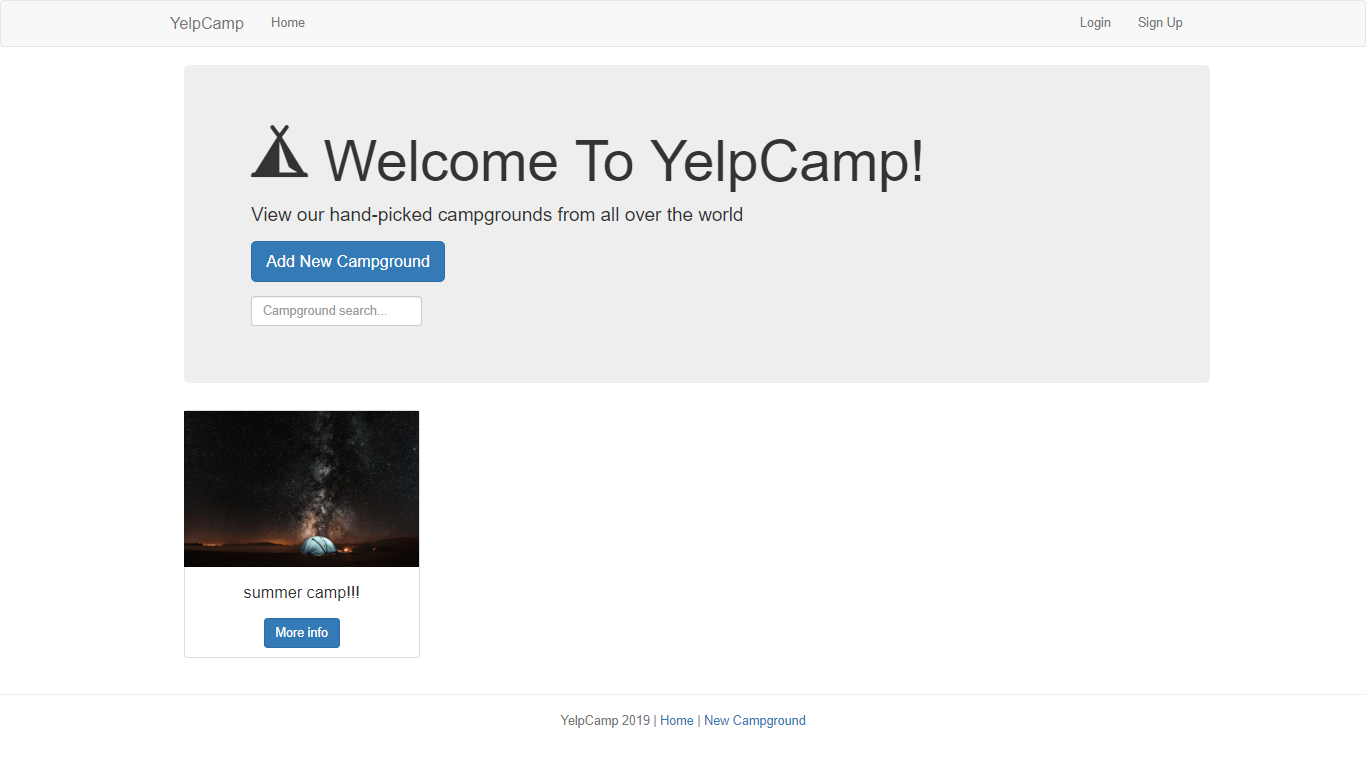 YelpCamp Home Login Sign Up
Welcome To YelpCamp!
View our hand-picked campgrounds from all over the world
Add New Campground
Campground search...
summer camp!!!
More info
YelpCamp 2019 | Home | New Campground